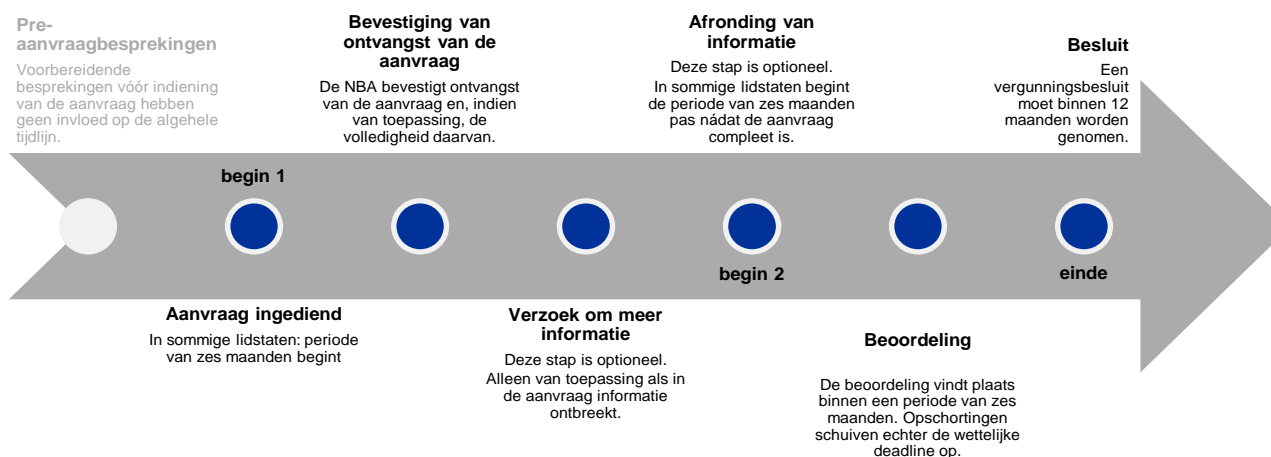 Pre-
aanvraagbesprekingen
Voorbereidende
besprekingen vóór indiening
van de aanvraag hebben
geen invloed op de algehele
tijdlijn.
Bevestiging van
ontvangst van de
aanvraag
De NBA bevestigt ontvangst
van de aanvraag en, indien
van toepassing, de
volledigheid daarvan.
Afronding van
informatie
Deze stap is optioneel.
In sommige lidstaten begint
de periode van zes maanden
pas nádat de aanvraag
compleet is.
Besluit
Een
vergunningsbesluit
moet binnen 12
maanden worden
genomen.
begin 1
begin 2
einde
Aanvraag ingediend
In sommige lidstaten: periode
van zes maanden begint
Verzoek om meer
informatie
Deze stap is optioneel.
Alleen van toepassing als in
de aanvraag informatie
ontbreekt.
Beoordeling
De beoordeling vindt plaats
binnen een periode van zes
maanden. Opschortingen
schuiven echter de wettelijke
deadline op.